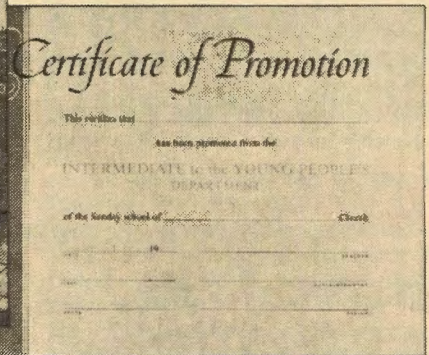 Certificate of Promotion
This certifies that
has been promoted from the
INTERMEDIATE to the YOUNG PEOPLE'S
DEPARTMENT
of the Sunday school of Church
19